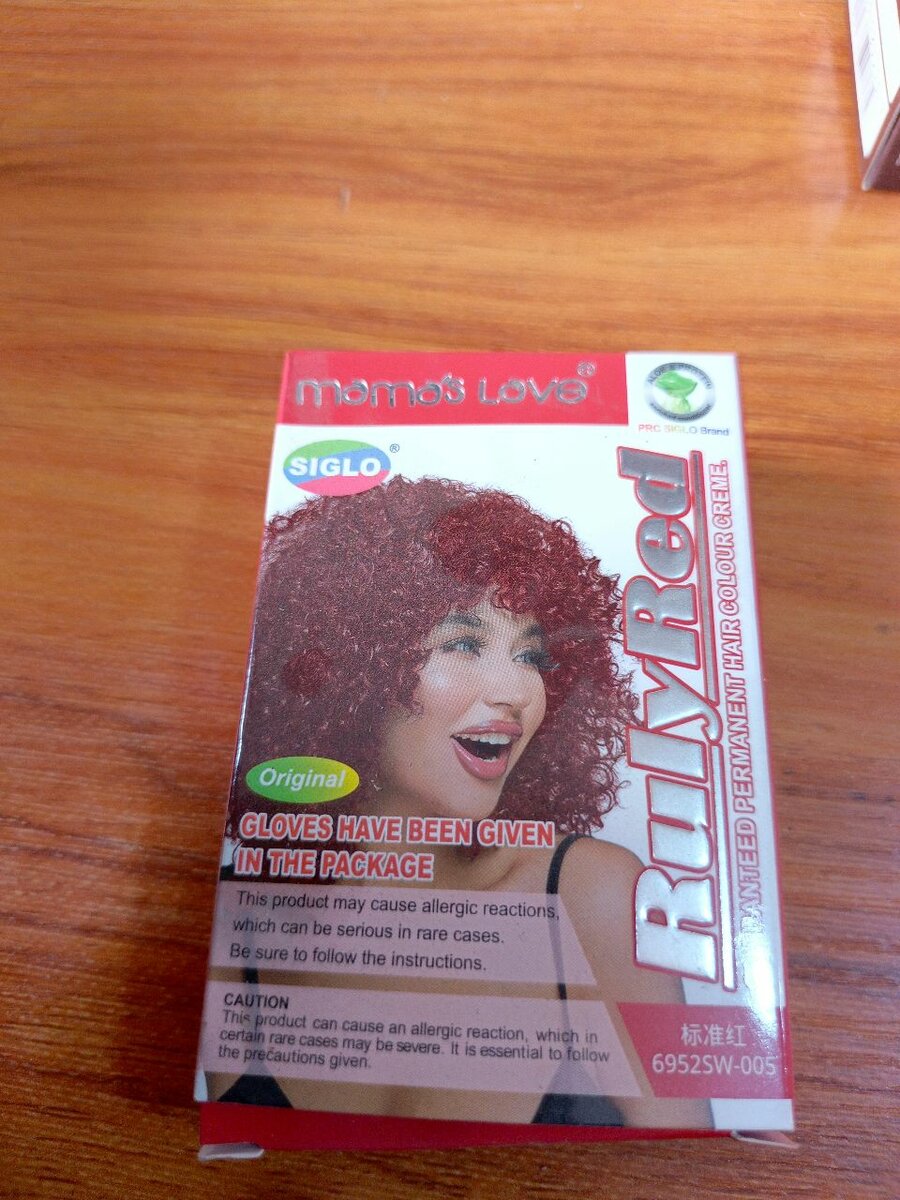 mama's Love®
PRC SIGLO Brand
SIGLO®
RulyRed
PERMANENT HAIR COLOUR CREME.
Original
GLOVES HAVE BEEN GIVEN
IN THE PACKAGE
This product may cause allergic reactions,
which can be serious in rare cases.
Be sure to follow the instructions.
CAUTION
This product can cause an allergic reaction, which in
certain rare cases may be severe. It is essential to follow
the precautions given.
标准红
6952SW-005